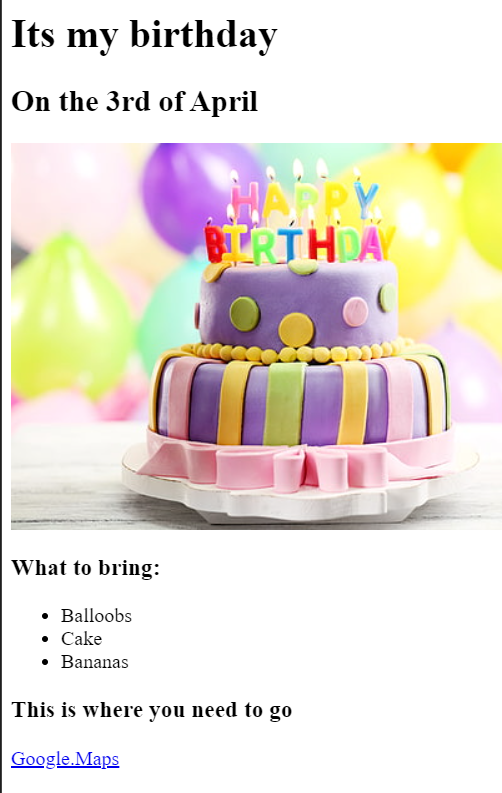 Its my birthday
On the 3rd of April
HAPPY
BIRTHDAY
What to bring:
Balloobs
Cake
Bananas
This is where you need to go
Google.Maps